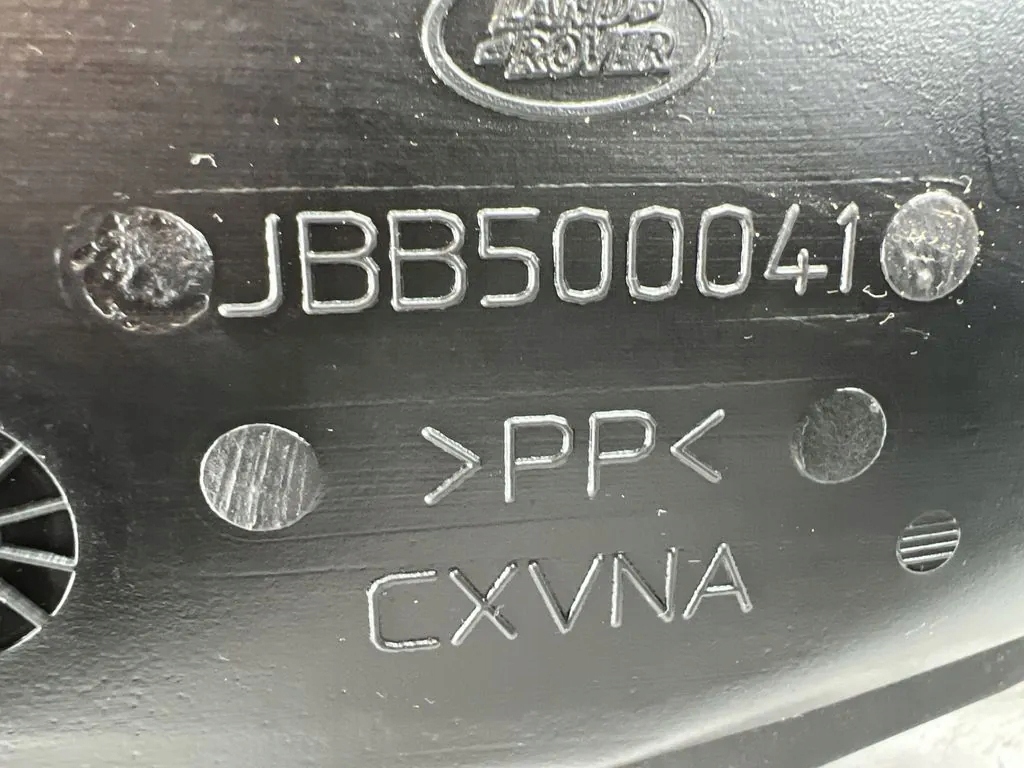 LAND
ROVER
JBB500041
>PP<
CXVNA